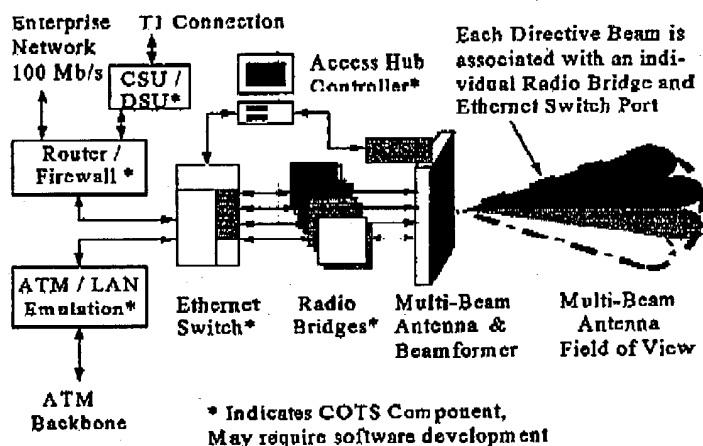 Enterprise
Network
100 Mb/s
T1 Connection
CSU /
DSU*
Access Hub
Controller*
Each Directive Beam is
associated with an indi-
vidual Radio Bridge and
Ethernet Switch Port
Router /
Firewall *
ATM / LAN
Emulation*
Ethernet
Switch*
Radio
Bridges*
Multi-Beam
Antenna &
Beamformer
Multi-Beam
Antenna
Field of View
ATM
Backbone
* Indicates COTS Component,
May require software development